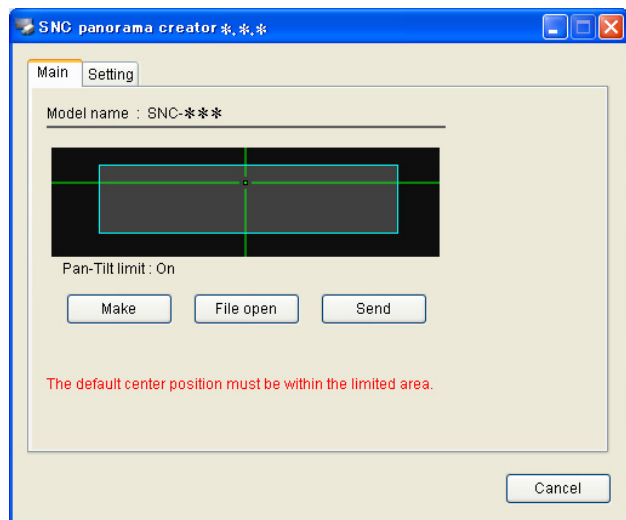 SNC panorama creator *.*.*
Main Setting
Model name : SNC-***
Pan-Tilt limit : On
Make File open Send
The default center position must be within the limited area.
Cancel